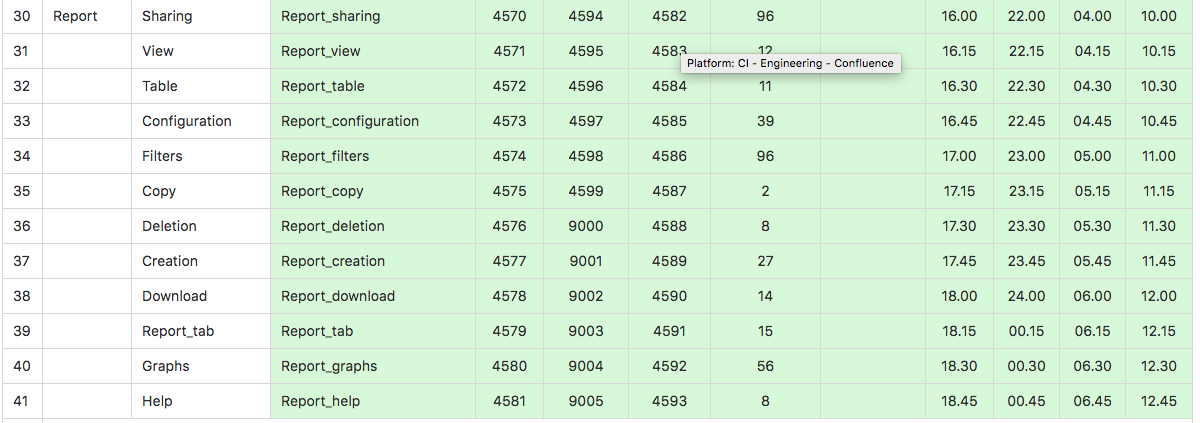 30 Report Sharing Report_sharing 4570 4594 4582 96 16.00 22.00 04.00 10.00
31 View Report_view 4571 4595 4583 12 16.15 22.15 04.15 10.15
Platform: CI - Engineering - Confluence
32 Table Report_table 4572 4596 4584 11 16.30 22.30 04.30 10.30
33 Configuration Report_configuration 4573 4597 4585 39 16.45 22.45 04.45 10.45
34 Filters Report_filters 4574 4598 4586 96 17.00 23.00 05.00 11.00
35 Copy Report_copy 4575 4599 4587 2 17.15 23.15 05.15 11.15
36 Deletion Report_deletion 4576 9000 4588 8 17.30 23.30 05.30 11.30
37 Creation Report_creation 4577 9001 4589 27 17.45 23.45 05.45 11.45
38 Download Report_download 4578 9002 4590 14 18.00 24.00 06.00 12.00
39 Report_tab Report_tab 4579 9003 4591 15 18.15 00.15 06.15 12.15
40 Graphs Report_graphs 4580 9004 4592 56 18.30 00.30 06.30 12.30
41 Help Report_help 4581 9005 4593 8 18.45 00.45 06.45 12.45